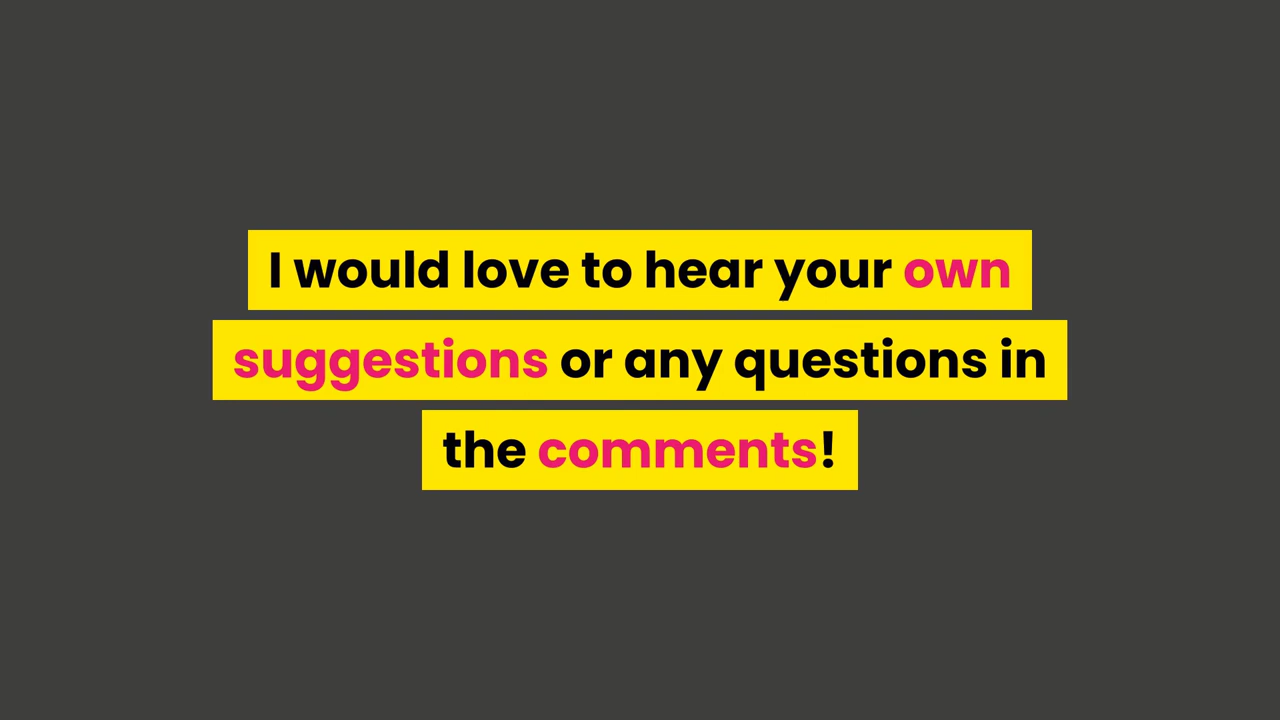 I would love to hear your own
suggestions or any questions in
the comments!